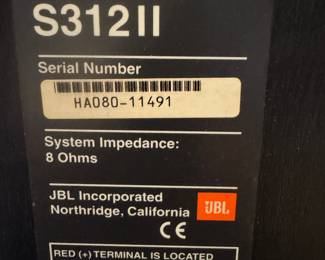 S312II
Serial Number
HA080-11491
System Impedance:
8 Ohms
JBL Incorporated
Northridge, California
JBL
CE
RED (+) TERMINAL IS LOCATED